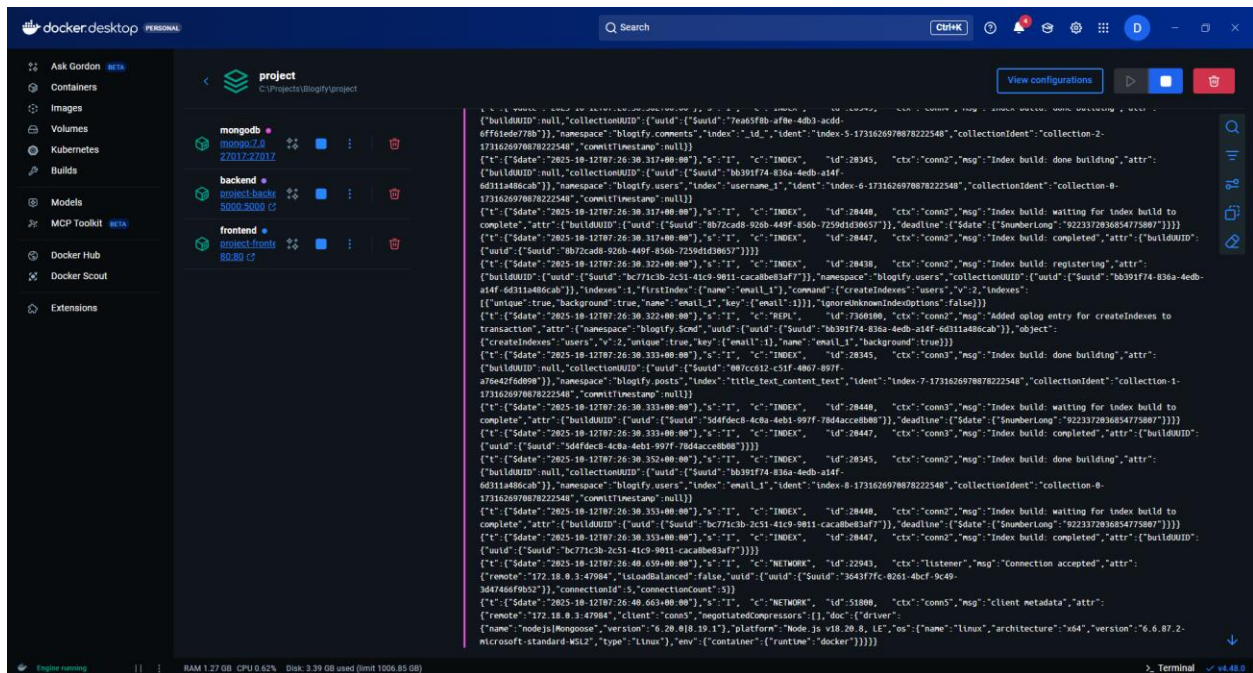 docker.desktop PERSONAL
Search
Ctrl+K
4
D
Ask Gordon BETA
Containers
Images
Volumes
Kubernetes
Builds
Models
MCP Toolkit BETA
Docker Hub
Docker Scout
Extensions
project
C:\Projects\Blogify\project
View configurations
mongodb
mongo:7.0
27017:27017
backend
project-backe
5000:5000
frontend
project-fronte
80:80
{"buildUUID":null,"collectionUUID":{"uuid":{"$uuid":"7ea65f8b-af0e-4db3-acdd-
6ff61ede778b"}},"namespace":"blogify.comments","index":"_id_","ident":"index-5-1731626970878222548","collectionIdent":"collection-2-
1731626970878222548","commitTimestamp":null}}
{"t":{"$date":"2025-10-12T07:26:30.317+00:00"},"s":"I", "c":"INDEX", "id":20345, "ctx":"conn2","msg":"Index build: done building","attr":
{"buildUUID":null,"collectionUUID":{"uuid":{"$uuid":"bb391f74-836a-4edb-a14f-
6d311a486cab"}},"namespace":"blogify.users","index":"username_1","ident":"index-6-1731626970878222548","collectionIdent":"collection-0-
1731626970878222548","commitTimestamp":null}}
{"t":{"$date":"2025-10-12T07:26:30.317+00:00"},"s":"I", "c":"INDEX", "id":20440, "ctx":"conn2","msg":"Index build: waiting for index build to
complete","attr":{"buildUUID":{"uuid":{"$uuid":"8b72cad8-926b-449f-856b-7259d1d30657"}},"deadline":{"$date":{"$numberLong":"9223372036854775807"}}}}
{"t":{"$date":"2025-10-12T07:26:30.317+00:00"},"s":"I", "c":"INDEX", "id":20447, "ctx":"conn2","msg":"Index build: completed","attr":{"buildUUID":
{"uuid":{"$uuid":"8b72cad8-926b-449f-856b-7259d1d30657"}}}}
{"t":{"$date":"2025-10-12T07:26:30.322+00:00"},"s":"I", "c":"INDEX", "id":20438, "ctx":"conn2","msg":"Index build: registering","attr":
{"buildUUID":{"uuid":{"$uuid":"bc771c3b-2c51-41c9-9011-caca8be83af7"}},"namespace":"blogify.users","collectionUUID":{"uuid":{"$uuid":"bb391f74-836a-4edb-
a14f-6d311a486cab"}},"indexes":1,"firstIndex":{"name":"email_1"},"command":{"createIndexes":"users","v":2,"indexes":
[{"unique":true,"background":true,"name":"email_1","key":{"email":1}}],"ignoreUnknownIndexOptions":false}}}
{"t":{"$date":"2025-10-12T07:26:30.322+00:00"},"s":"I", "c":"REPL", "id":7360100, "ctx":"conn2","msg":"Added oplog entry for createIndexes to
transaction","attr":{"namespace":"blogify.$cmd","uuid":{"uuid":{"$uuid":"bb391f74-836a-4edb-a14f-6d311a486cab"}},"object":
{"createIndexes":"users","v":2,"unique":true,"key":{"email":1},"name":"email_1","background":true}}}
{"t":{"$date":"2025-10-12T07:26:30.333+00:00"},"s":"I", "c":"INDEX", "id":20345, "ctx":"conn3","msg":"Index build: done building","attr":
{"buildUUID":null,"collectionUUID":{"uuid":{"$uuid":"007cc612-c51f-4067-897f-
a76e42f6d090"}},"namespace":"blogify.posts","index":"title_text_content_text","ident":"index-7-1731626970878222548","collectionIdent":"collection-1-
1731626970878222548","commitTimestamp":null}}
{"t":{"$date":"2025-10-12T07:26:30.333+00:00"},"s":"I", "c":"INDEX", "id":20440, "ctx":"conn3","msg":"Index build: waiting for index build to
complete","attr":{"buildUUID":{"uuid":{"$uuid":"5d4fdec8-4c0a-4eb1-997f-78d4acce8b08"}},"deadline":{"$date":{"$numberLong":"9223372036854775807"}}}}
{"t":{"$date":"2025-10-12T07:26:30.333+00:00"},"s":"I", "c":"INDEX", "id":20447, "ctx":"conn3","msg":"Index build: completed","attr":{"buildUUID":
{"uuid":{"$uuid":"5d4fdec8-4c0a-4eb1-997f-78d4acce8b08"}}}}
{"t":{"$date":"2025-10-12T07:26:30.352+00:00"},"s":"I", "c":"INDEX", "id":20345, "ctx":"conn2","msg":"Index build: done building","attr":
{"buildUUID":null,"collectionUUID":{"uuid":{"$uuid":"bb391f74-836a-4edb-a14f-
6d311a486cab"}},"namespace":"blogify.users","index":"email_1","ident":"index-8-1731626970878222548","collectionIdent":"collection-0-
1731626970878222548","commitTimestamp":null}}
{"t":{"$date":"2025-10-12T07:26:30.353+00:00"},"s":"I", "c":"INDEX", "id":20440, "ctx":"conn2","msg":"Index build: waiting for index build to
complete","attr":{"buildUUID":{"uuid":{"$uuid":"bc771c3b-2c51-41c9-9011-caca8be83af7"}},"deadline":{"$date":{"$numberLong":"9223372036854775807"}}}}
{"t":{"$date":"2025-10-12T07:26:30.353+00:00"},"s":"I", "c":"INDEX", "id":20447, "ctx":"conn2","msg":"Index build: completed","attr":{"buildUUID":
{"uuid":{"$uuid":"bc771c3b-2c51-41c9-9011-caca8be83af7"}}}}
{"t":{"$date":"2025-10-12T07:26:40.659+00:00"},"s":"I", "c":"NETWORK", "id":22943, "ctx":"listener","msg":"Connection accepted","attr":
{"remote":"172.18.0.3:47984","isLoadBalanced":false,"uuid":{"uuid":{"$uuid":"3643f7fc-0261-4bcf-9c49-
3d47466f9b52"}},"connectionId":5,"connectionCount":5}}
{"t":{"$date":"2025-10-12T07:26:40.663+00:00"},"s":"I", "c":"NETWORK", "id":51800, "ctx":"conn5","msg":"client metadata","attr":
{"remote":"172.18.0.3:47984","client":"conn5","negotiatedCompressors":[],"doc":{"driver":
{"name":"nodejs|Mongoose","version":"6.20.0|8.19.1"},"platform":"Node.js v18.20.8, LE","os":{"name":"linux","architecture":"x64","version":"6.6.87.2-
microsoft-standard-WSL2","type":"Linux"},"env":{"container":{"runtime":"docker"}}}}}
Engine running
RAM 1.27 GB CPU 0.62% Disk: 3.39 GB used (limit 1006.85 GB)
>_ Terminal
v4.48.0